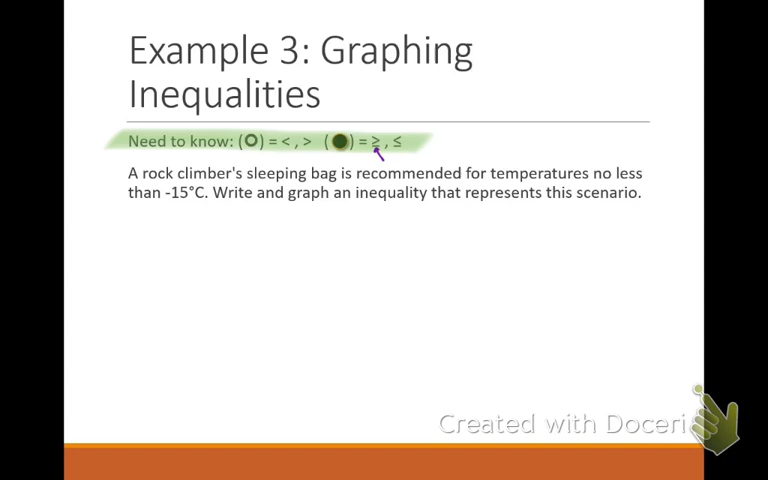 Example 3: Graphing
Inequalities
Need to know: (○) = < , > (●) = ≥ , ≤
A rock climber's sleeping bag is recommended for temperatures no less
than -15°C. Write and graph an inequality that represents this scenario.
Created with Doceri